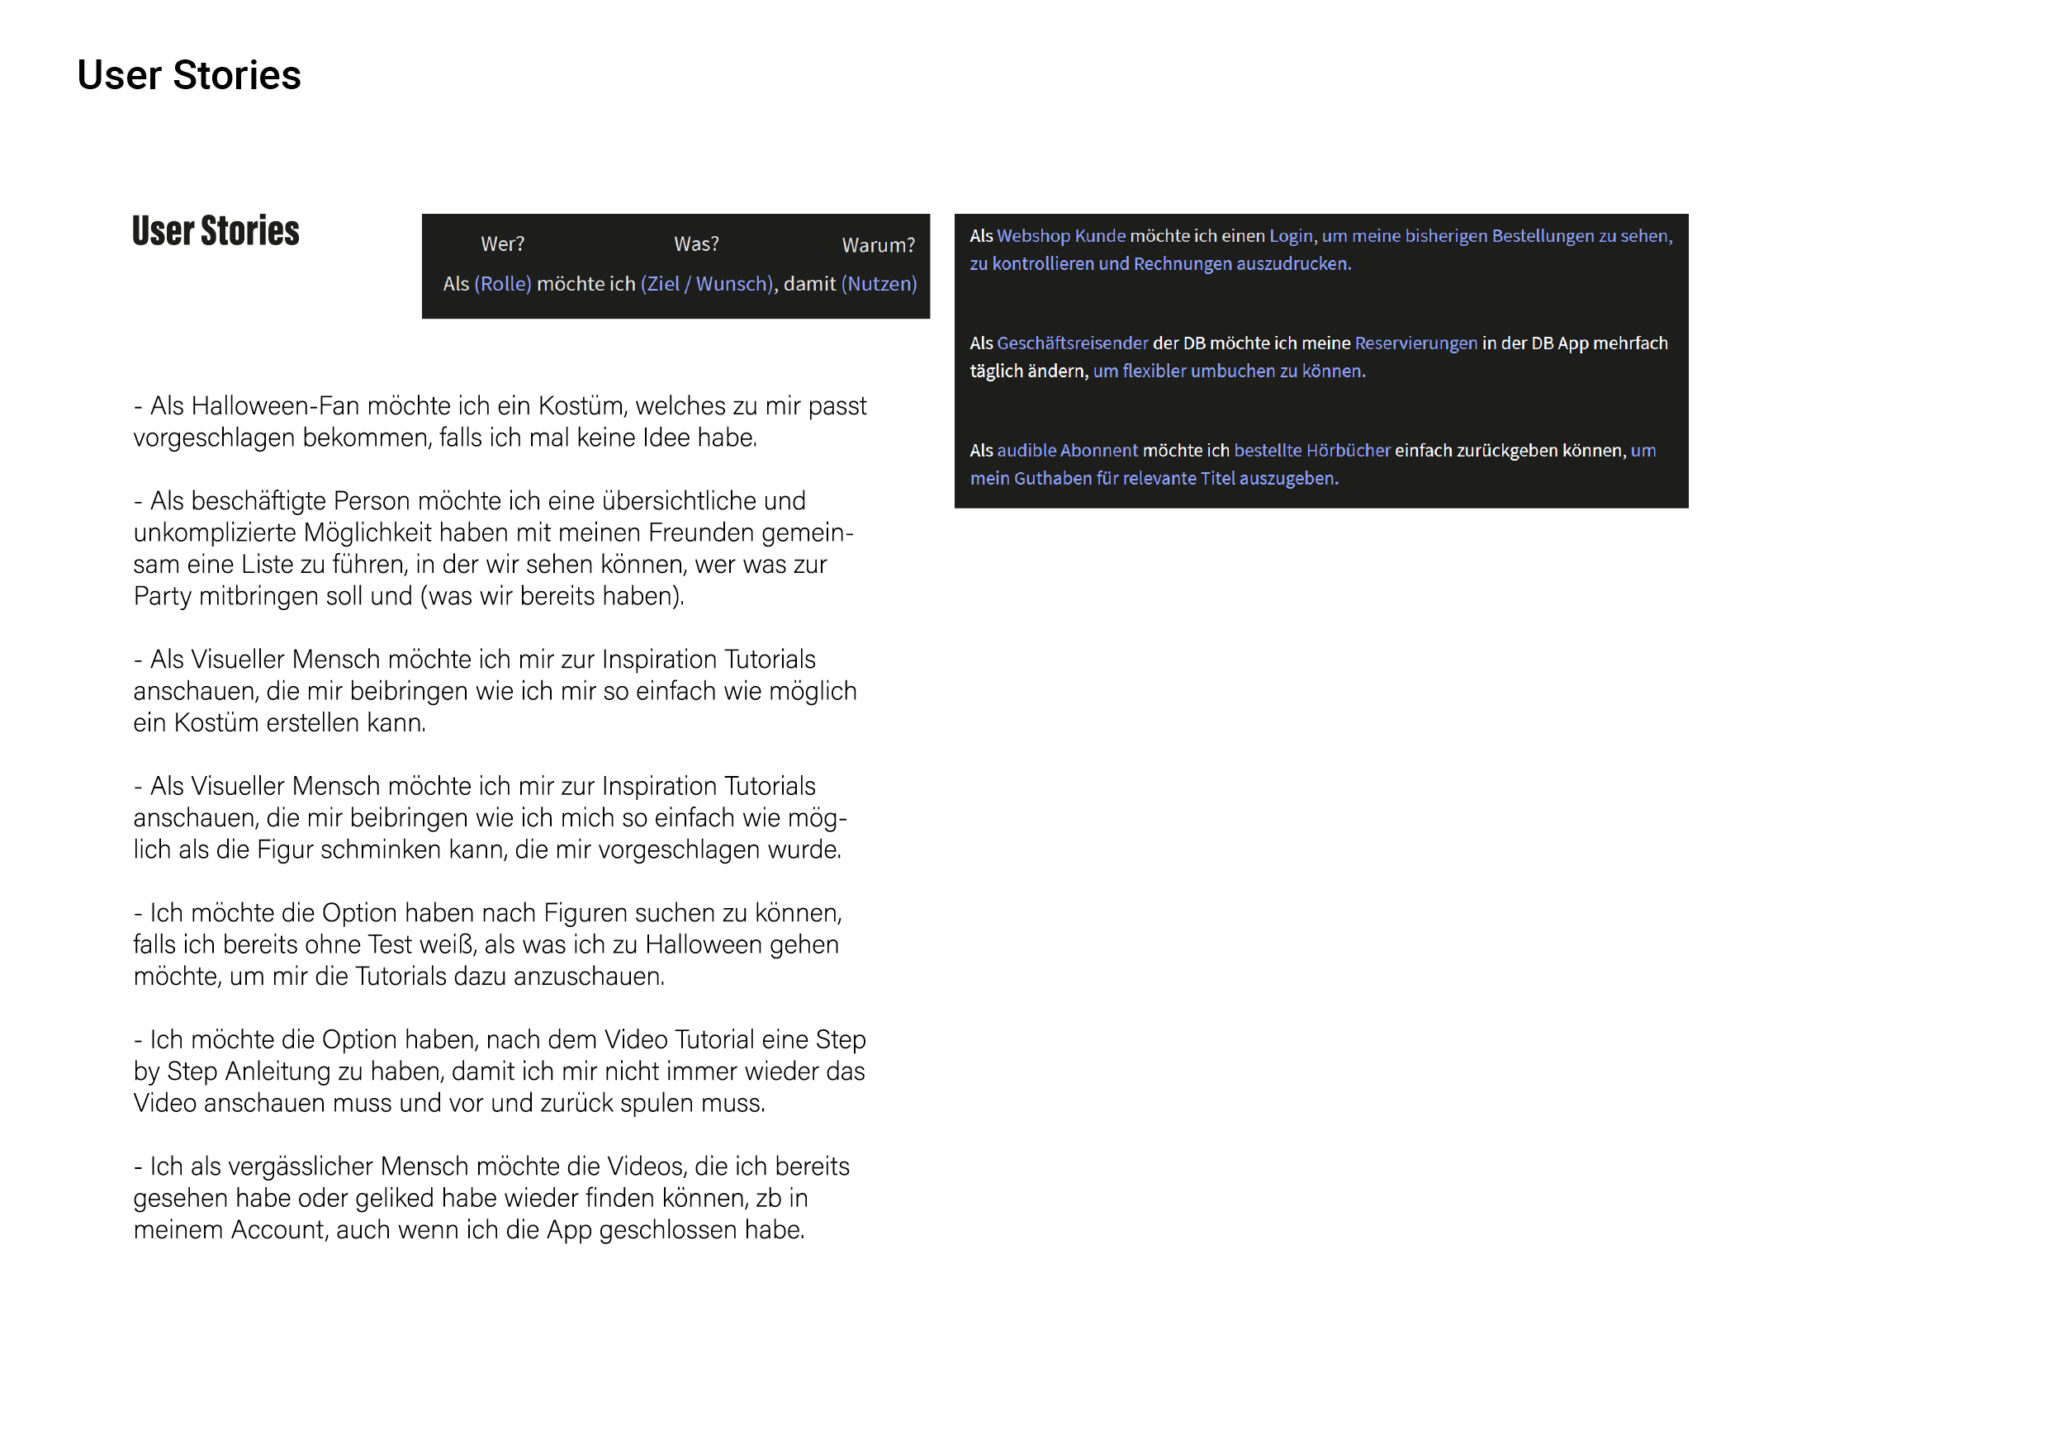 User Stories
User Stories
Wer? Was? Warum?
Als (Rolle) möchte ich (Ziel / Wunsch), damit (Nutzen)
Als Webshop Kunde möchte ich einen Login, um meine bisherigen Bestellungen zu sehen,
zu kontrollieren und Rechnungen auszudrucken.
Als Geschäftsreisender der DB möchte ich meine Reservierungen in der DB App mehrfach
täglich ändern, um flexibler umbuchen zu können.
Als audible Abonnent möchte ich bestellte Hörbücher einfach zurückgeben können, um
mein Guthaben für relevante Titel auszugeben.
- Als Halloween-Fan möchte ich ein Kostüm, welches zu mir passt
vorgeschlagen bekommen, falls ich mal keine Idee habe.
- Als beschäftigte Person möchte ich eine übersichtliche und
unkomplizierte Möglichkeit haben mit meinen Freunden gemein-
sam eine Liste zu führen, in der wir sehen können, wer was zur
Party mitbringen soll und (was wir bereits haben).
- Als Visueller Mensch möchte ich mir zur Inspiration Tutorials
anschauen, die mir beibringen wie ich mir so einfach wie möglich
ein Kostüm erstellen kann.
- Als Visueller Mensch möchte ich mir zur Inspiration Tutorials
anschauen, die mir beibringen wie ich mich so einfach wie mög-
lich als die Figur schminken kann, die mir vorgeschlagen wurde.
- Ich möchte die Option haben nach Figuren suchen zu können,
falls ich bereits ohne Test weiß, als was ich zu Halloween gehen
möchte, um mir die Tutorials dazu anzuschauen.
- Ich möchte die Option haben, nach dem Video Tutorial eine Step
by Step Anleitung zu haben, damit ich mir nicht immer wieder das
Video anschauen muss und vor und zurück spulen muss.
- Ich als vergässlicher Mensch möchte die Videos, die ich bereits
gesehen habe oder geliked habe wieder finden können, zb in
meinem Account, auch wenn ich die App geschlossen habe.